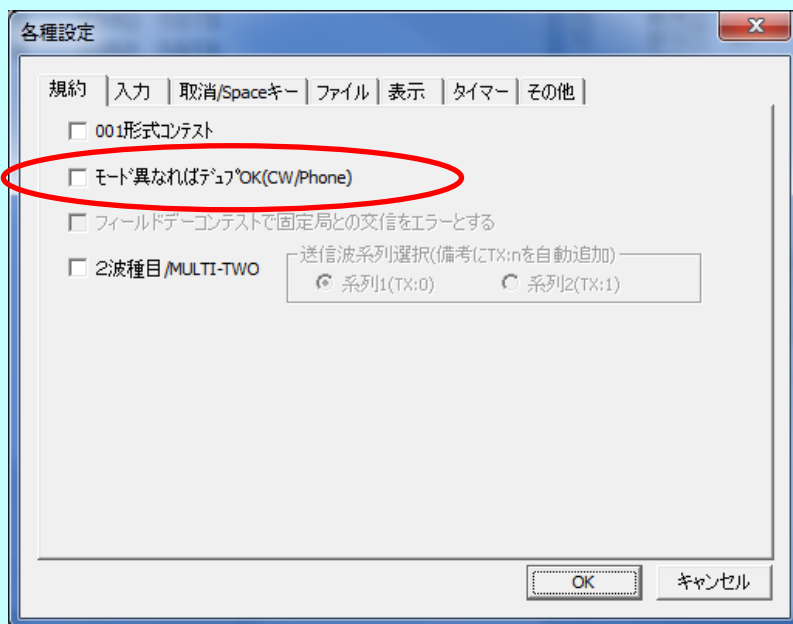 各種設定
規約 入力 取消/Spaceキー ファイル 表示 タイマー その他
001形式コンテスト
モード異なればデュプOK(CW/Phone)
フィールドデーコンテストで固定局との交信をエラーとする
2波種目/MULTI-TWO
送信波系列選択(備考にTX:nを自動追加)
系列1(TX:0) 系列2(TX:1)
OK キャンセル